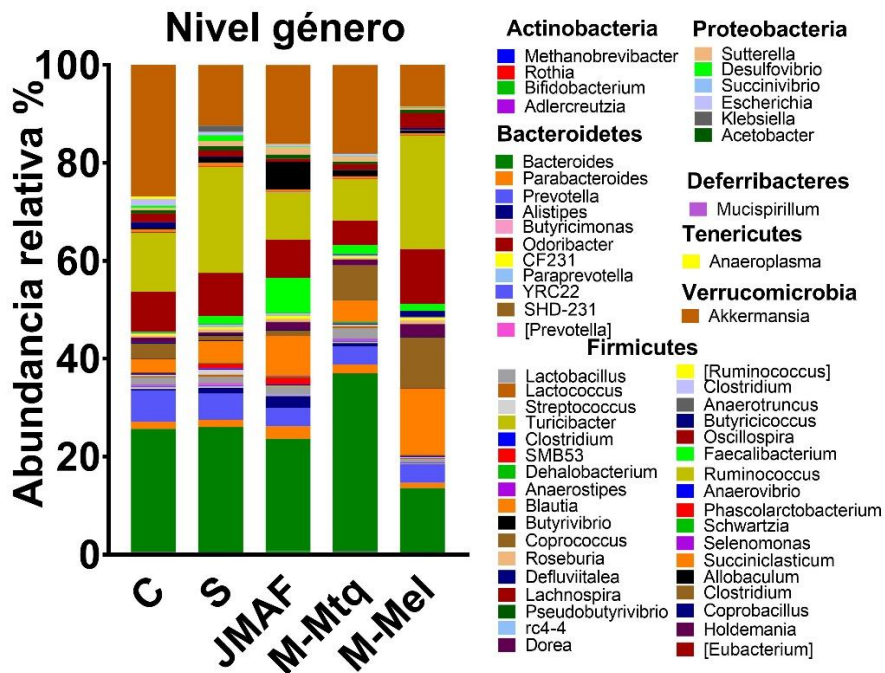 Nivel género
Abundancia relativa %
100
80
60
40
20
0
C
S
JMAF
M-Mtq
M-Mel
Actinobacteria
Methanobrevibacter
Rothia
Bifidobacterium
Adlercreutzia
Bacteroidetes
Bacteroides
Parabacteroides
Prevotella
Alistipes
Butyricimonas
Odoribacter
CF231
Paraprevotella
YRC22
SHD-231
[Prevotella]
Proteobacteria
Sutterella
Desulfovibrio
Succinivibrio
Escherichia
Klebsiella
Acetobacter
Deferribacteres
Mucispirillum
Tenericutes
Anaeroplasma
Verrucomicrobia
Akkermansia
Firmicutes
Lactobacillus
Lactococcus
Streptococcus
Turicibacter
Clostridium
SMB53
Dehalobacterium
Anaerostipes
Blautia
Butyrivibrio
Coprococcus
Roseburia
Defluviitalea
Lachnospira
Pseudobutyrivibrio
rc4-4
Dorea
[Ruminococcus]
Clostridium
Anaerotruncus
Butyricicoccus
Oscillospira
Faecalibacterium
Ruminococcus
Anaerovibrio
Phascolarctobacterium
Schwartzia
Selenomonas
Succiniclasticum
Allobaculum
Clostridium
Coprobacillus
Holdemania
[Eubacterium]